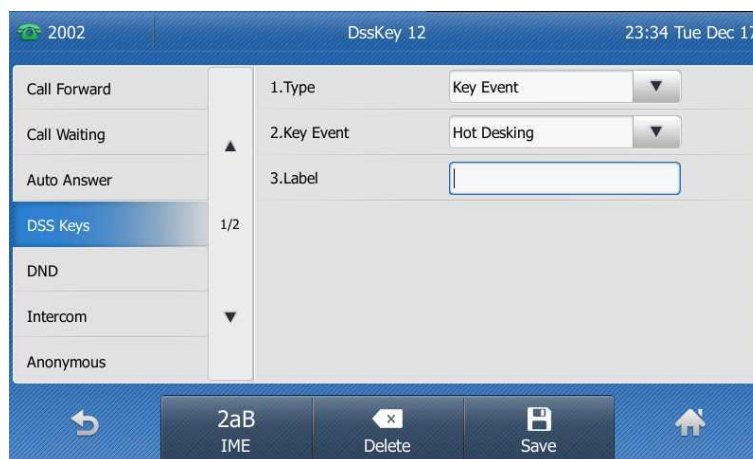 2002 DssKey 12 23:34 Tue Dec 17
Call Forward
Call Waiting
Auto Answer
DSS Keys
DND
Intercom
Anonymous
1/2
1.Type Key Event
2.Key Event Hot Desking
3.Label
2aB
IME
Delete
Save